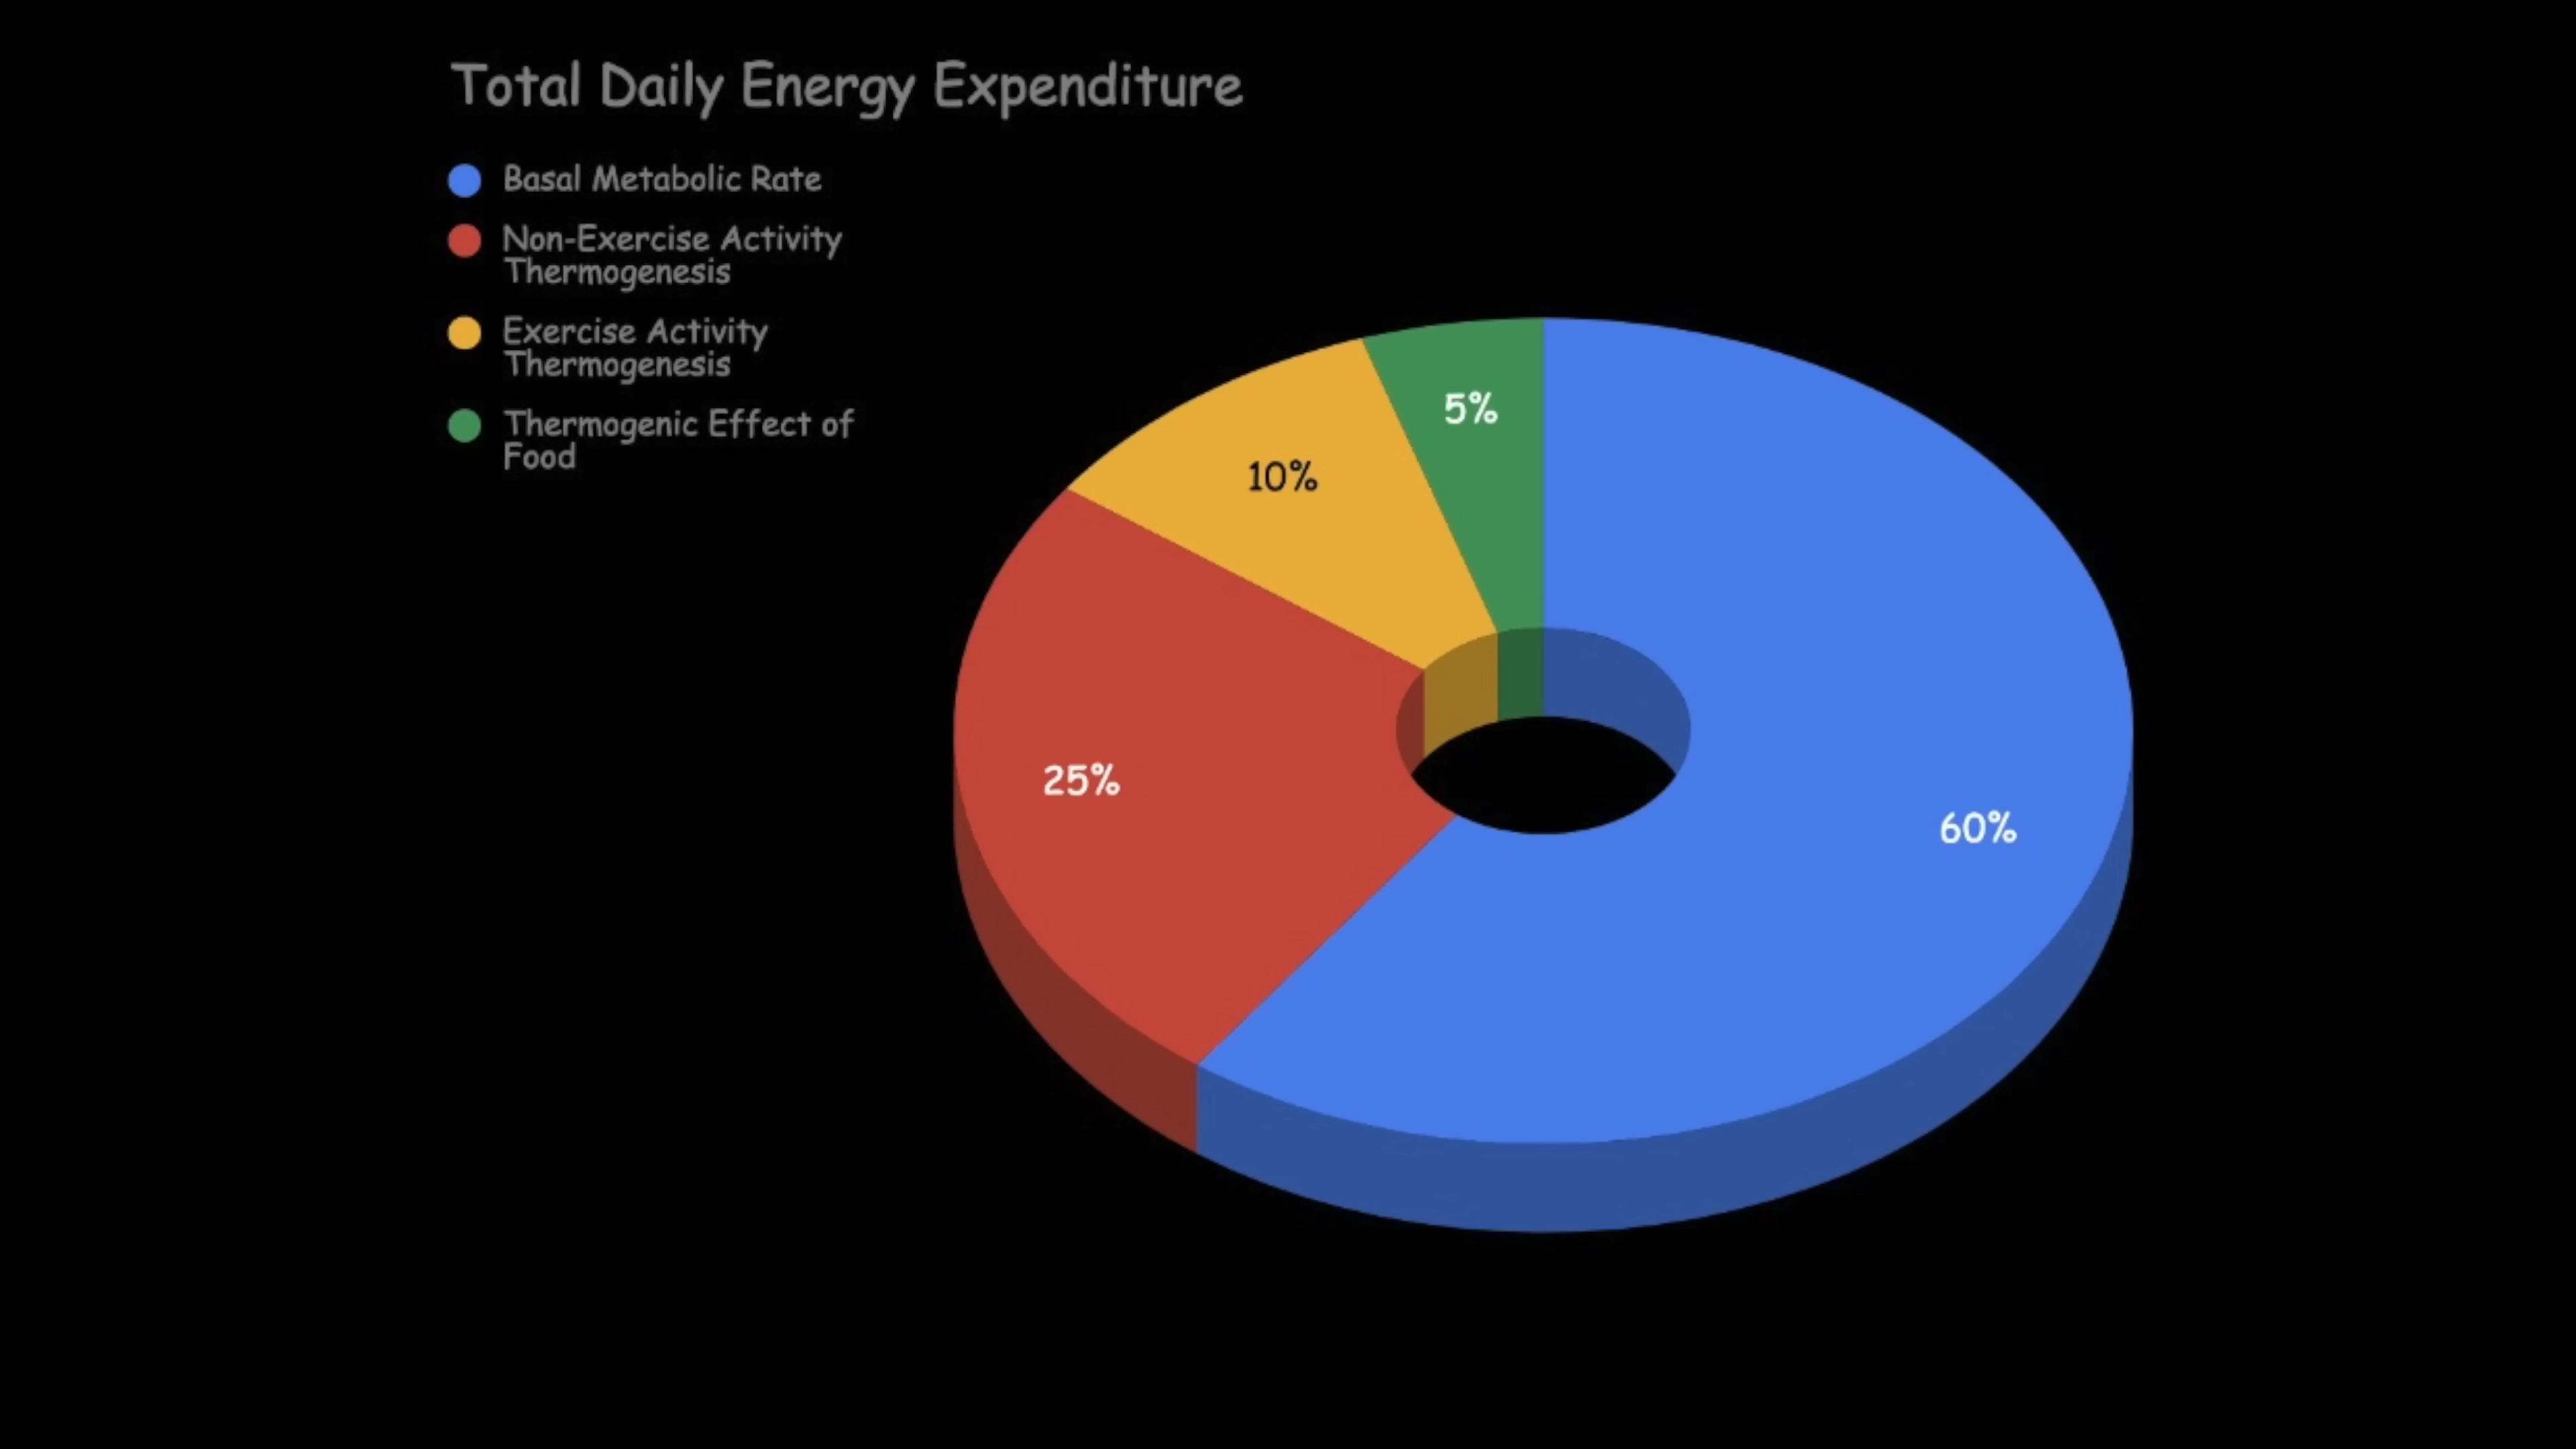 Total Daily Energy Expenditure
Basal Metabolic Rate
Non-Exercise Activity
Thermogenesis
Exercise Activity
Thermogenesis
Thermogenic Effect of
Food
5%
10%
25%
60%